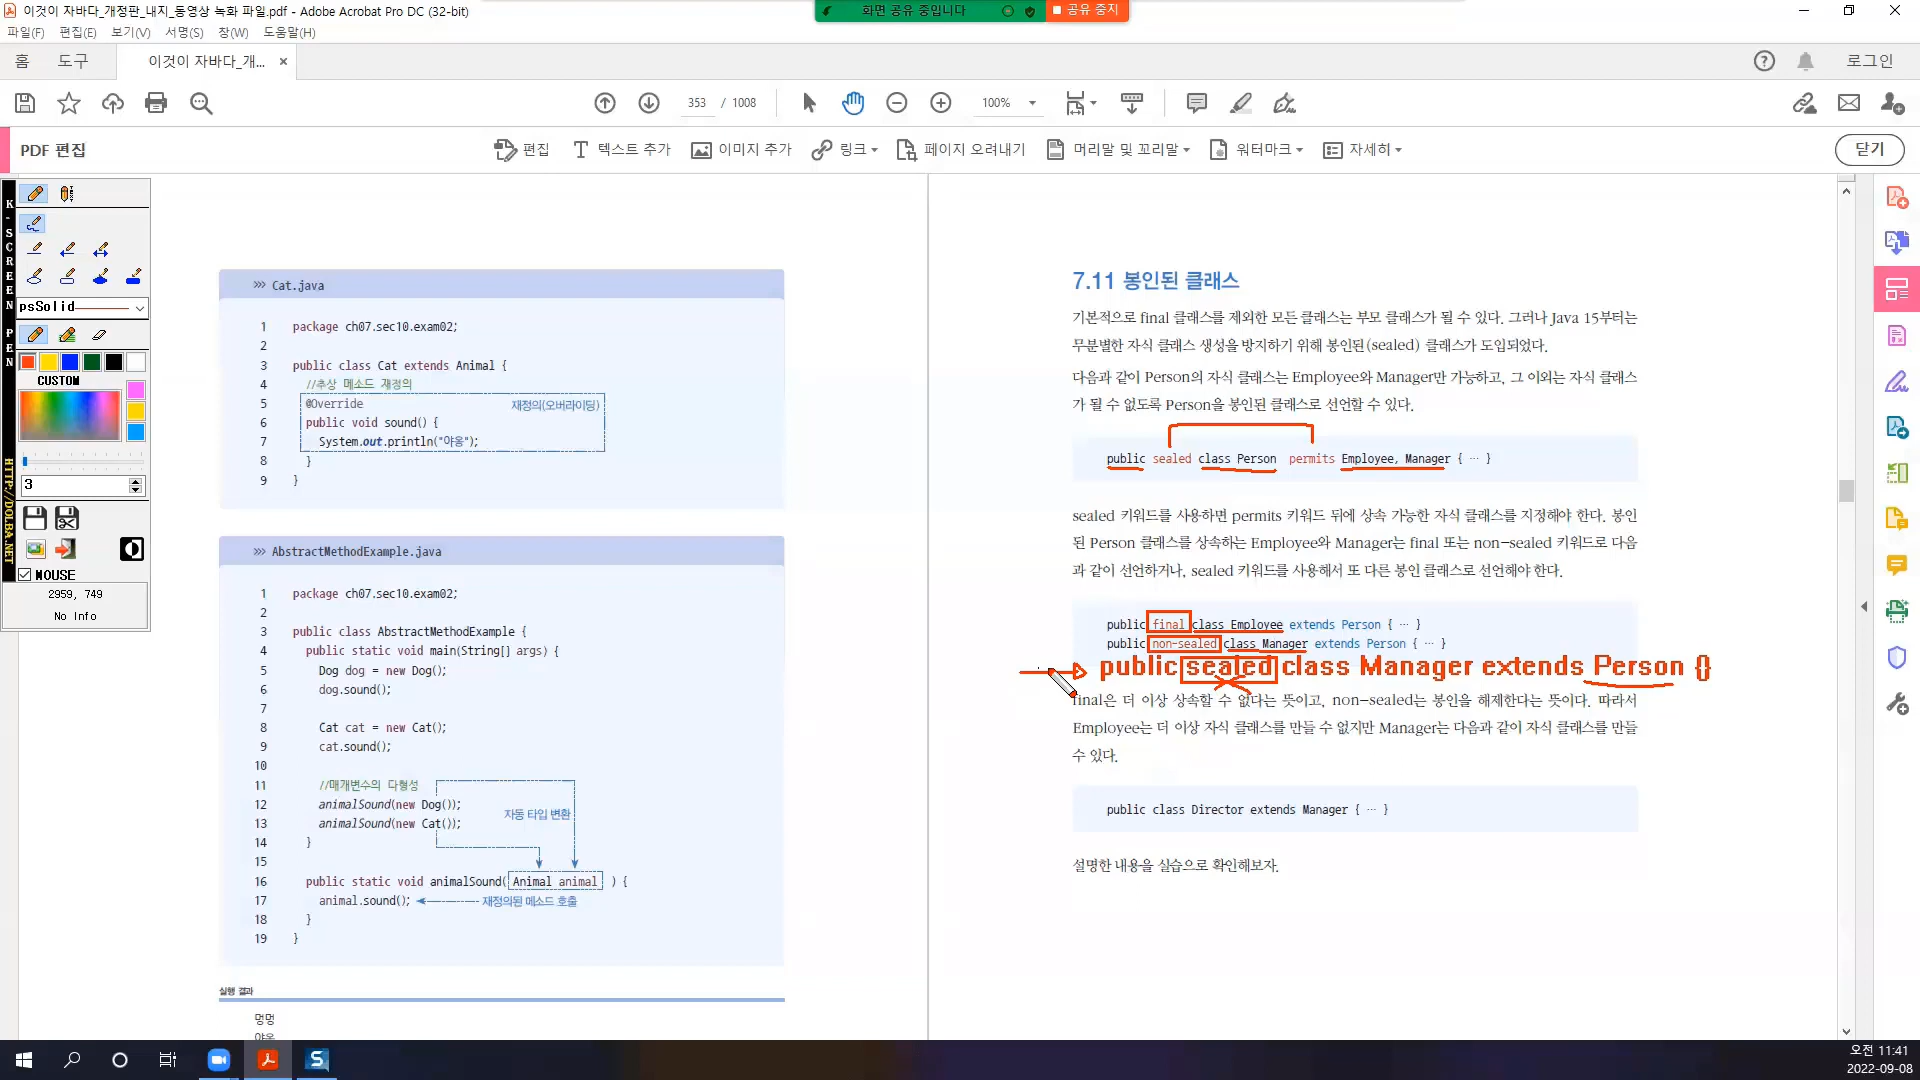 이것이 자바다_개정판_내지_동영상 녹화 파일.pdf - Adobe Acrobat Pro DC (32-bit)
화면 공유 중입니다
공유 중지
파일(F) 편집(E) 보기(V) 서명(S) 창(W) 도움말(H)
홈 도구 이것이 자바다_개... × 로그인
353 / 1008 100%
PDF 편집 편집 텍스트 추가 이미지 추가 링크 페이지 오려내기 머리말 및 꼬리말 워터마크 자세히 닫기
K-SCREEN PEN
HTTP://DOLBA.NET
psSolid
CUSTOM
3
MOUSE
2959, 749
No Info
>>> Cat.java
1 package ch07.sec10.exam02;
2
3 public class Cat extends Animal {
4 //추상 메소드 재정의
5 @Override 재정의(오버라이딩)
6 public void sound() {
7 System.out.println("야옹");
8 }
9 }
>>> AbstractMethodExample.java
1 package ch07.sec10.exam02;
2
3 public class AbstractMethodExample {
4 public static void main(String[] args) {
5 Dog dog = new Dog();
6 dog.sound();
7
8 Cat cat = new Cat();
9 cat.sound();
10
11 //매개변수의 다형성
12 animalSound(new Dog());
자동 타입 변환
13 animalSound(new Cat());
14 }
15
16 public static void animalSound( Animal animal ) {
17 animal.sound(); 재정의된 메소드 호출
18 }
19 }
실행 결과
멍멍
야옹
7.11 봉인된 클래스
기본적으로 final 클래스를 제외한 모든 클래스는 부모 클래스가 될 수 있다. 그러나 Java 15부터는
무분별한 자식 클래스 생성을 방지하기 위해 봉인된(sealed) 클래스가 도입되었다.
다음과 같이 Person의 자식 클래스는 Employee와 Manager만 가능하고, 그 이외는 자식 클래스
가 될 수 없도록 Person을 봉인된 클래스로 선언할 수 있다.
public sealed class Person permits Employee, Manager { … }
sealed 키워드를 사용하면 permits 키워드 뒤에 상속 가능한 자식 클래스를 지정해야 한다. 봉인
된 Person 클래스를 상속하는 Employee와 Manager는 final 또는 non-sealed 키워드로 다음
과 같이 선언하거나, sealed 키워드를 사용해서 또 다른 봉인 클래스로 선언해야 한다.
public final class Employee extends Person { … }
public non-sealed class Manager extends Person { … }
public sealed class Manager extends Person {}
final은 더 이상 상속할 수 없다는 뜻이고, non-sealed는 봉인을 해제한다는 뜻이다. 따라서
Employee는 더 이상 자식 클래스를 만들 수 없지만 Manager는 다음과 같이 자식 클래스를 만들
수 있다.
public class Director extends Manager { … }
설명한 내용을 실습으로 확인해보자.
오전 11:41
2022-09-08